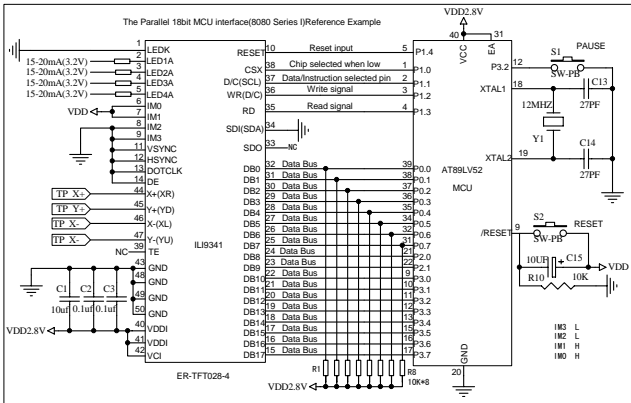 The Parallel 18bit MCU interface(8080 Series I)Reference Example
VDD2.8V
1 LEDK
15-20mA(3.2V) 2 LED1A
15-20mA(3.2V) 3 LED2A
15-20mA(3.2V) 4 LED3A
15-20mA(3.2V) 5 LED4A
6 IM0
VDD 7 IM1
8 IM2
9 IM3
11 VSYNC
12 HSYNC
13 DOTCLK
14 DE
TP X+ 44 X+(XR)
TP Y+ 45 Y+(YD)
TP X- 46 X-(XL)
TP X- 47 Y-(YU)
NC 39 TE
43 GND
48 GND
49 GND
50 GND
C1 C2 C3
10uf 0.1uf 0.1uf
VDD2.8V 40 VDDI
41 VDDI
42 VCI
ILI9341
ER-TFT028-4
RESET 10 Reset input 5 P1.4
CSX 38 Chip selected when low 1 P1.0
D/C(SCL) 37 Data/Instruction selected pin 2 P1.1
WR(D/C) 36 Write signal 3 P1.2
RD 35 Read signal 4 P1.3
SDI(SDA) 34
SDO 33 NC
DB0 32 Data Bus 39 P0.0
DB1 31 Data Bus 38 P0.1
DB2 30 Data Bus 37 P0.2
DB3 29 Data Bus 36 P0.3
DB4 28 Data Bus 35 P0.4
DB5 27 Data Bus 34 P0.5
DB6 26 Data Bus 32 P0.6
DB7 25 Data Bus 31 P0.7
DB8 24 Data Bus 21 P2.0
DB9 23 Data Bus 22 P2.1
DB10 22 Data Bus 9 P3.0
DB11 21 Data Bus 10 P3.1
DB12 20 Data Bus 11 P3.2
DB13 19 Data Bus 13 P3.3
DB14 18 Data Bus 14 P3.4
DB15 17 Data Bus 15 P3.5
DB16 16 Data Bus 16 P3.6
DB17 15 Data Bus 17 P3.7
R1 R8
VDD2.8V 10K*8
40 31
VCC EA
AT89LV52
MCU
P3.2 12 S1 PAUSE
SW-PB
XTAL1 18 C13
27PF
12MHZ
Y1
XTAL2 19 C14
27PF
/RESET 9 S2 RESET
SW-PB
10UF + C15 VDD
R10 10K
GND
20
IM3 L
IM2 L
IM1 H
IM0 H